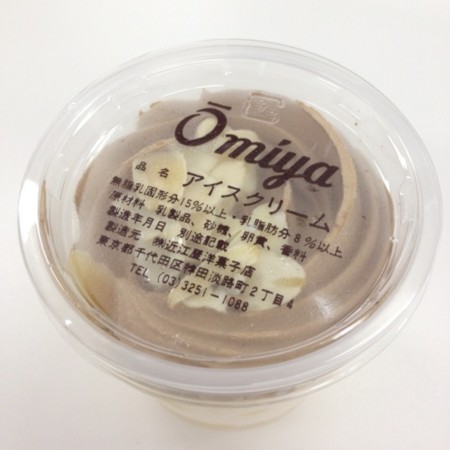 Ōmiya
品名 アイスクリーム
無脂乳固形分15%以上・乳脂肪分8%以上
原材料 乳製品、砂糖、卵黄、香料
製造年月日 別途記載
製造元 ㈱近江屋洋菓子店
東京都千代田区神田淡路町2丁目4
TEL (03)3251-1088